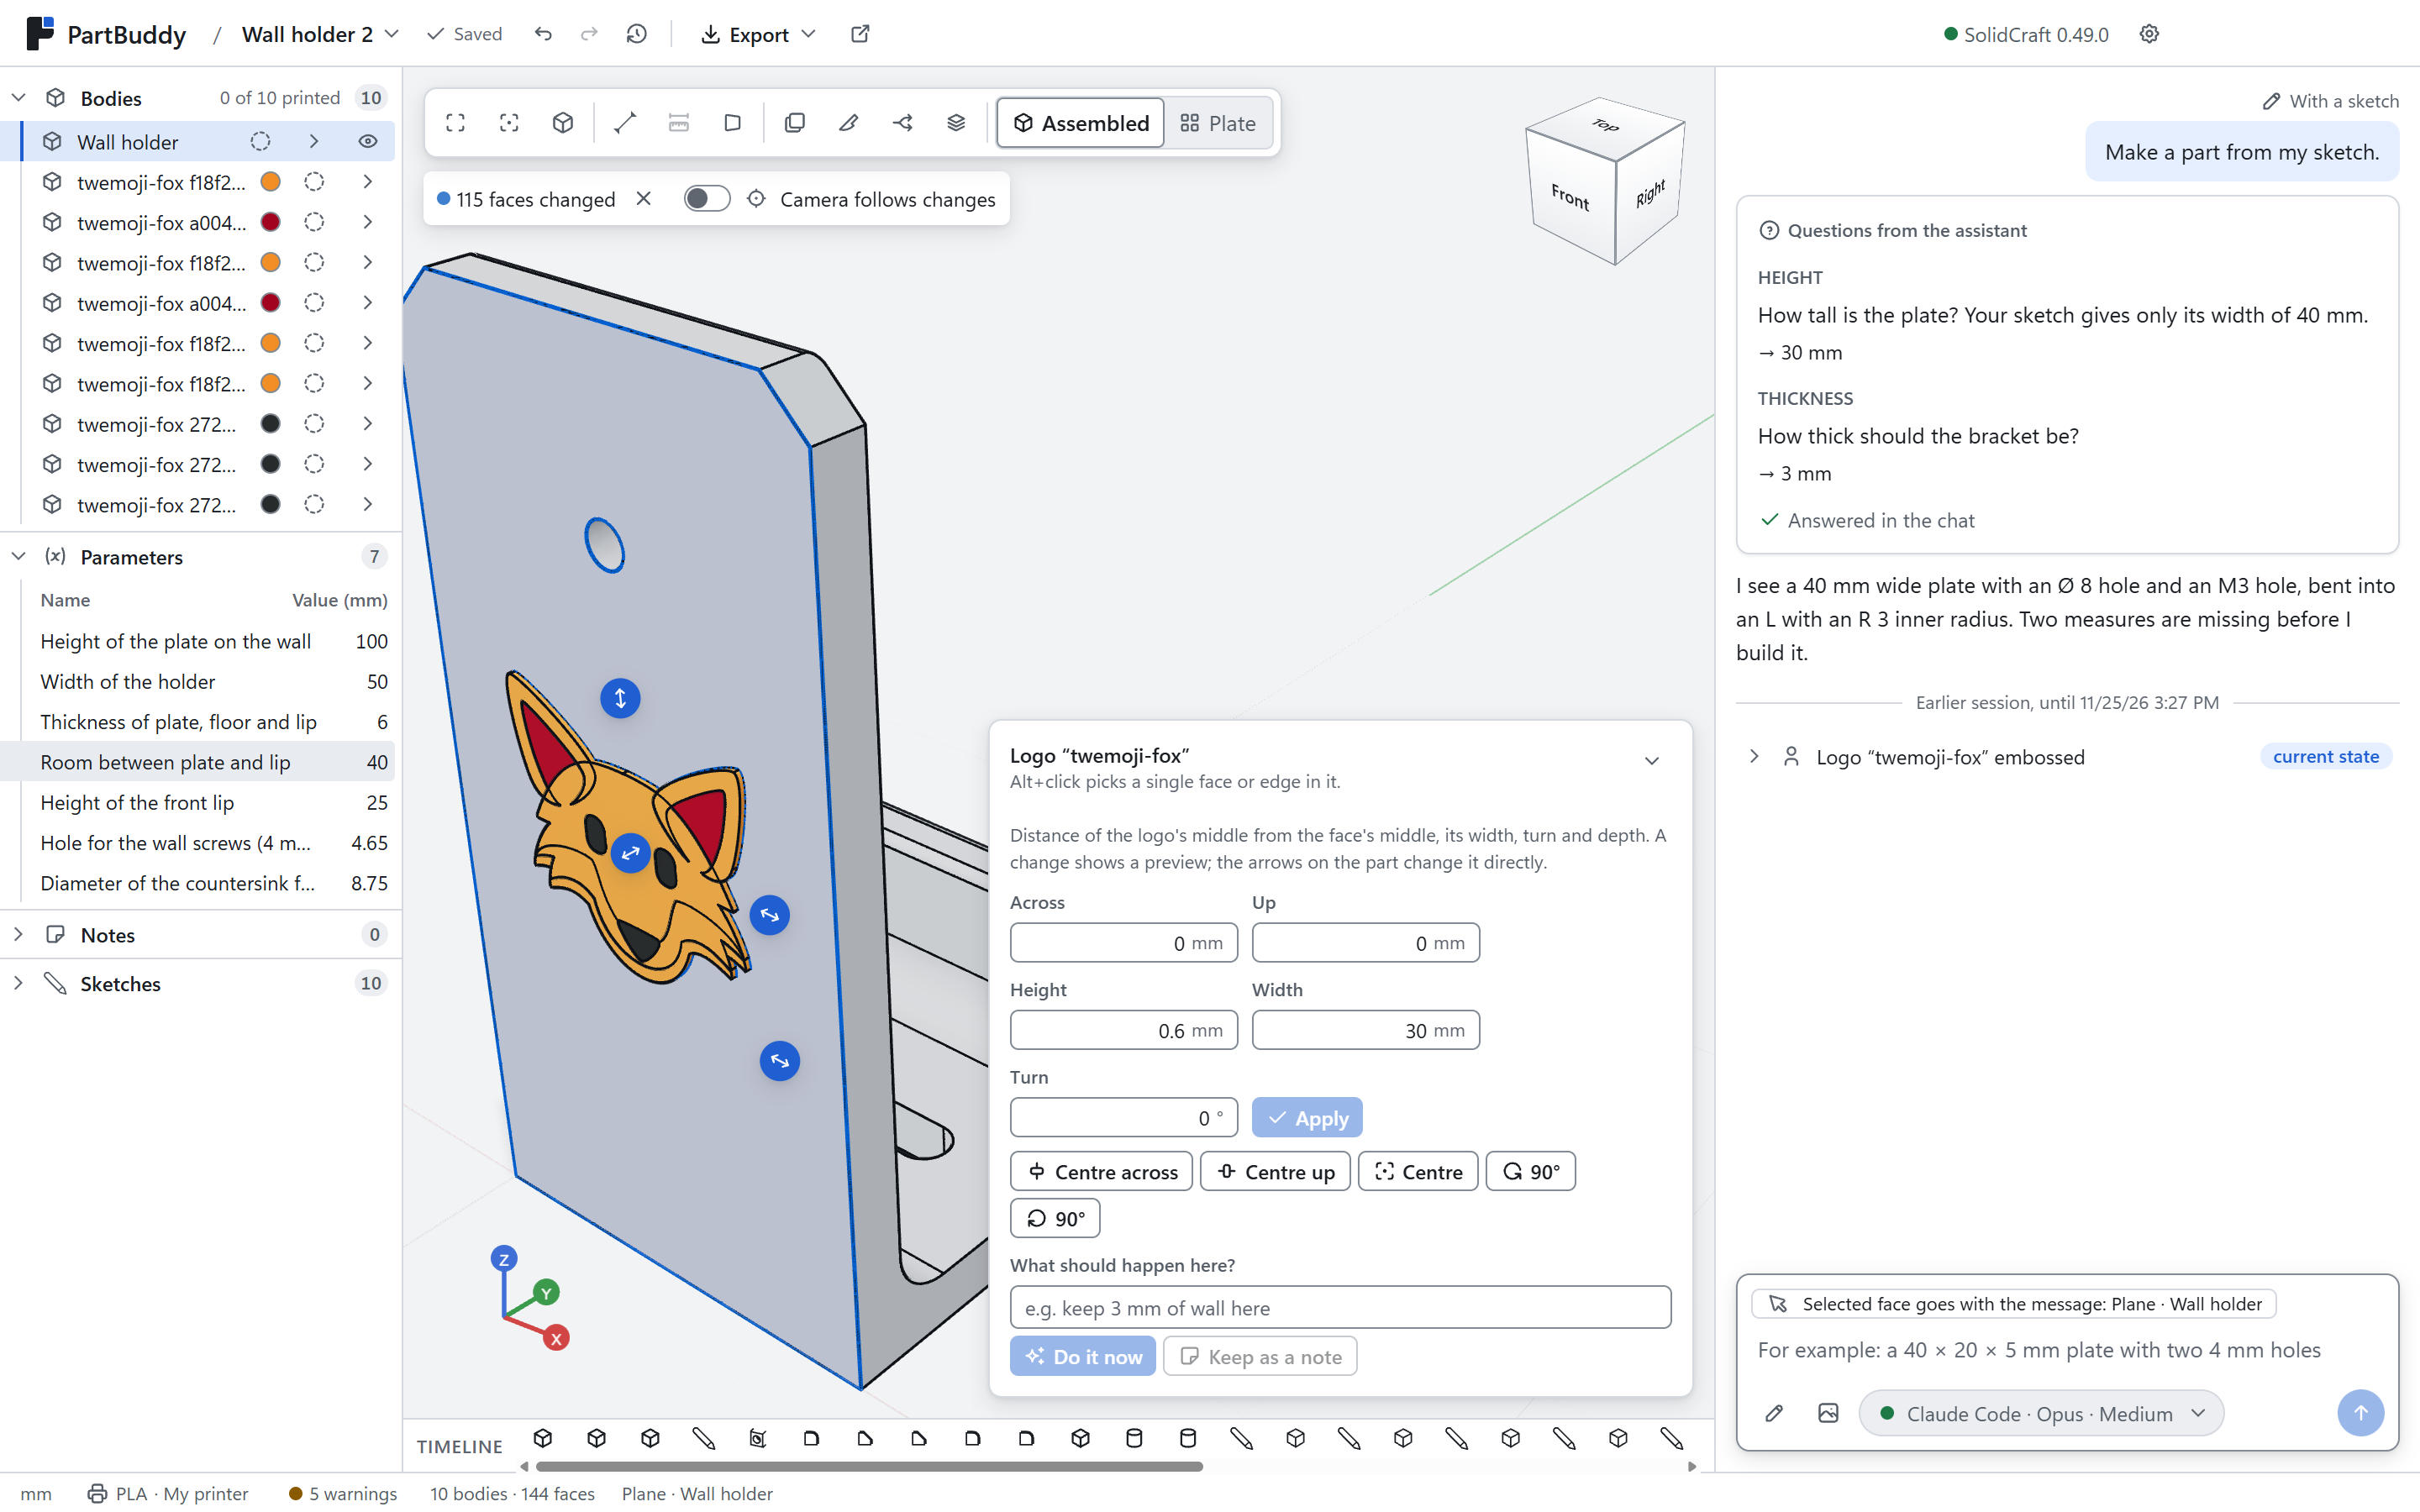 PartBuddy / Wall holder 2 Saved Export SolidCraft 0.49.0
Bodies 0 of 10 printed 10
Wall holder
twemoji-fox f18f2...
twemoji-fox a004...
twemoji-fox f18f2...
twemoji-fox a004...
twemoji-fox f18f2...
twemoji-fox f18f2...
twemoji-fox 272...
twemoji-fox 272...
twemoji-fox 272...
Parameters 7
Name Value (mm)
Height of the plate on the wall 100
Width of the holder 50
Thickness of plate, floor and lip 6
Room between plate and lip 40
Height of the front lip 25
Hole for the wall screws (4 m... 4.65
Diameter of the countersink f... 8.75
Notes 0
Sketches 10
Assembled Plate
115 faces changed Camera follows changes
Top
Front Right
Z
Y
X
Logo “twemoji-fox”
Alt+click picks a single face or edge in it.
Distance of the logo's middle from the face's middle, its width, turn and depth. A
change shows a preview; the arrows on the part change it directly.
Across Up
0 mm 0 mm
Height Width
0.6 mm 30 mm
Turn
0 ° Apply
Centre across Centre up Centre 90°
90°
What should happen here?
e.g. keep 3 mm of wall here
Do it now Keep as a note
TIMELINE
With a sketch
Make a part from my sketch.
Questions from the assistant
HEIGHT
How tall is the plate? Your sketch gives only its width of 40 mm.
→ 30 mm
THICKNESS
How thick should the bracket be?
→ 3 mm
Answered in the chat
I see a 40 mm wide plate with an Ø 8 hole and an M3 hole, bent into
an L with an R 3 inner radius. Two measures are missing before I
build it.
Earlier session, until 11/25/26 3:27 PM
Logo “twemoji-fox” embossed current state
Selected face goes with the message: Plane · Wall holder
For example: a 40 × 20 × 5 mm plate with two 4 mm holes
Claude Code · Opus · Medium
mm PLA · My printer 5 warnings 10 bodies · 144 faces Plane · Wall holder